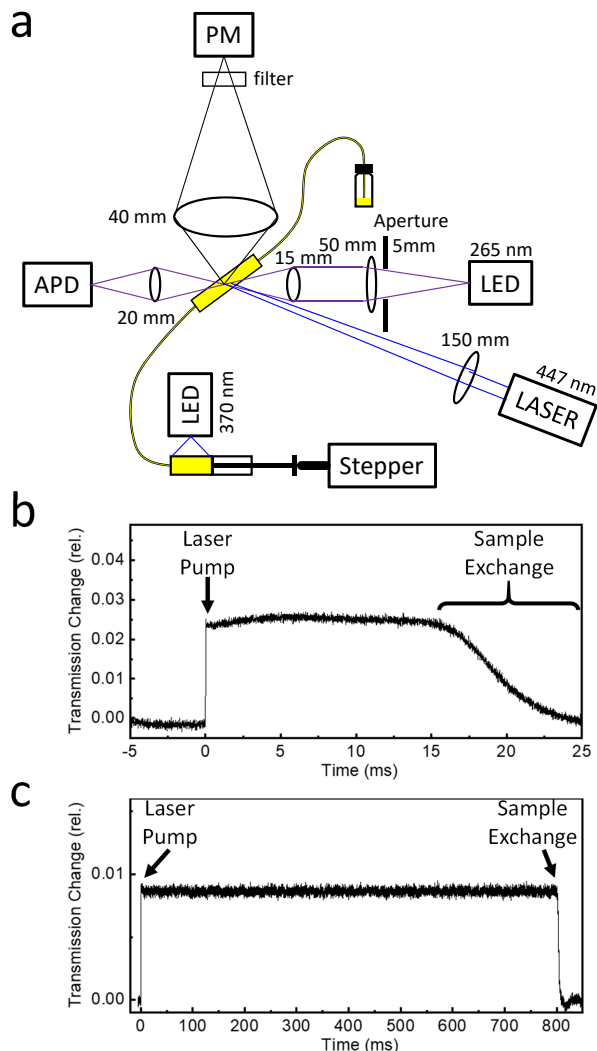 a
PM
filter
40 mm
Aperture
5mm
50 mm
15 mm
265 nm
APD
LED
20 mm
150 mm
447 nm
LASER
LED
370 nm
Stepper
b
Transmission Change (rel.)
0.04
0.03
0.02
0.01
0.00
Laser
Pump
Sample
Exchange
-5
0
5
10
15
20
25
Time (ms)
c
Transmission Change (rel.)
0.01
0.00
Laser
Pump
Sample
Exchange
0
100
200
300
400
500
600
700
800
Time (ms)